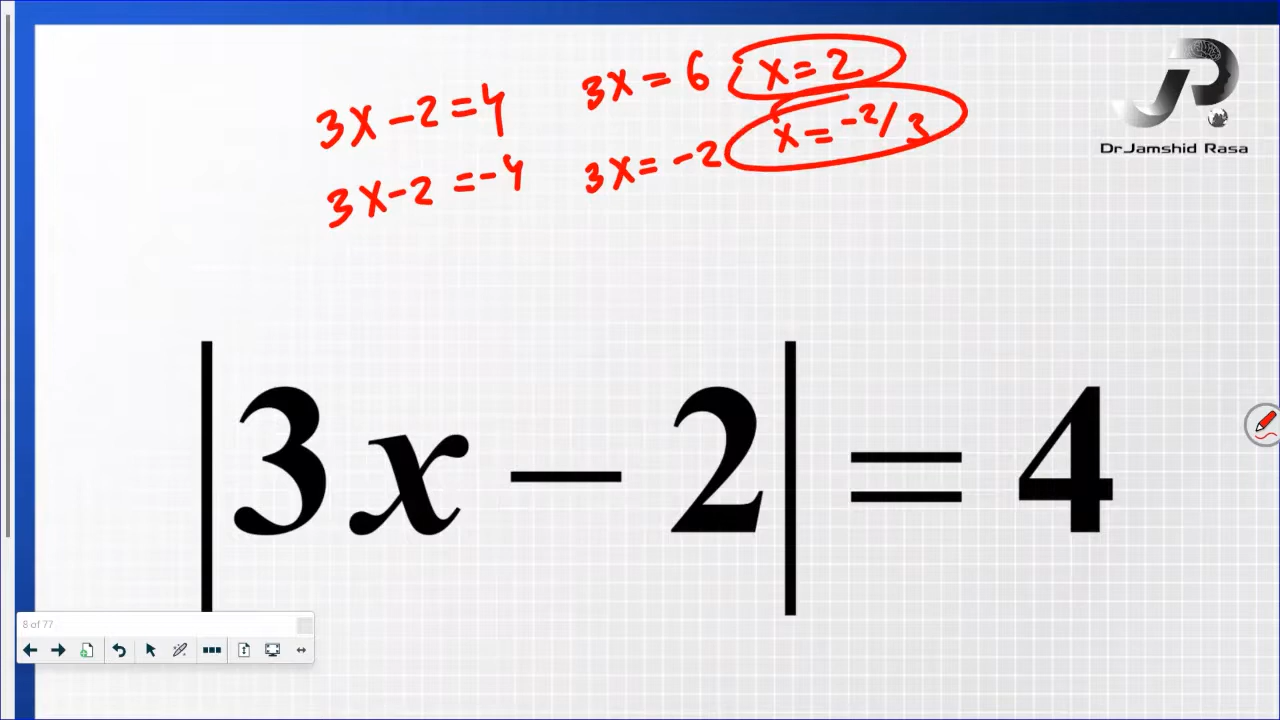 3x-2=4 3x=6 x=2
3x-2=-4 3x=-2 x=-2/3
DrJamshid Rasa
|3x-2|=4
8 of 77